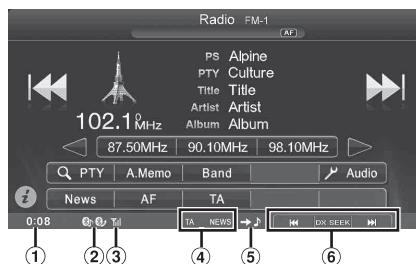 Radio FM-1
AF
PS Alpine
PTY Culture
Title Title
Artist Artist
Album Album
102.1 MHz
87.50MHz 90.10MHz 98.10MHz
PTY A.Memo Band Audio
i News AF TA
0:08 TA NEWS DX SEEK
1 2 3 4 5 6